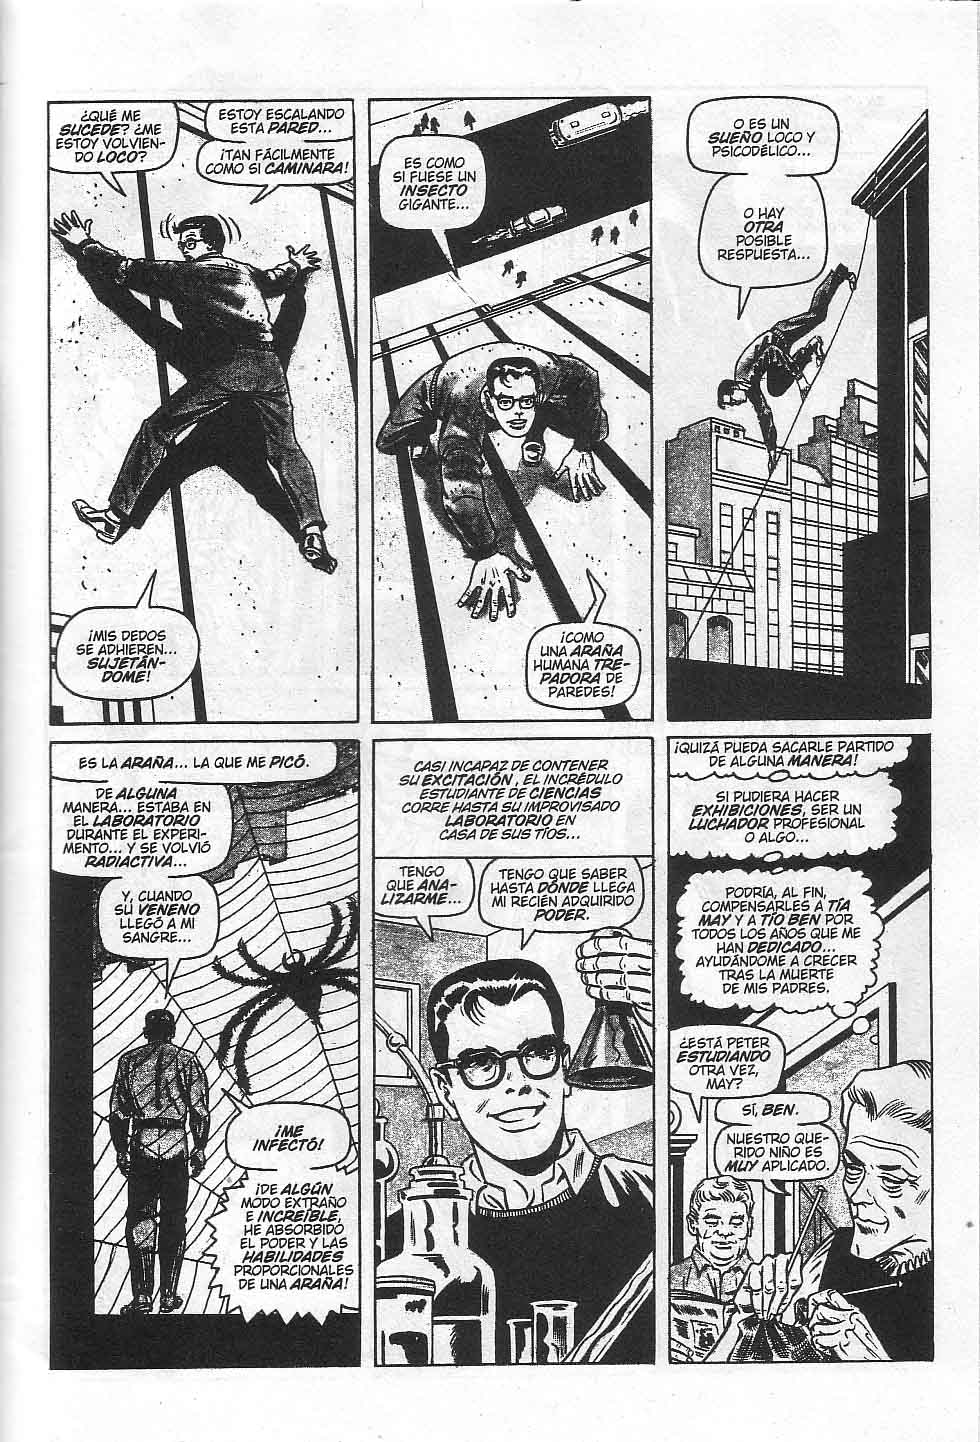 ¿QUÉ ME
SUCEDE? ¿ME
ESTOY VOLVIEN-
DO LOCO?
ESTOY ESCALANDO
ESTA PARED...
¡TAN FÁCILMENTE
COMO SI CAMINARA!
¡MIS DEDOS
SE ADHIEREN...
SUJETÁN-
DOME!
ES COMO
SI FUESE UN
INSECTO
GIGANTE...
¡COMO
UNA ARAÑA
HUMANA TRE-
PADORA DE
PAREDES!
O ES UN
SUEÑO LOCO Y
PSICODÉLICO...
O HAY
OTRA
POSIBLE
RESPUESTA...
ES LA ARAÑA... LA QUE ME PICÓ.
DE ALGUNA
MANERA... ESTABA EN
EL LABORATORIO
DURANTE EL EXPERI-
MENTO... Y SE VOLVIÓ
RADIACTIVA...
Y, CUANDO
SU VENENO
LLEGÓ A MI
SANGRE...
¡ME
INFECTÓ!
¡DE ALGÚN
MODO EXTRAÑO
E INCREÍBLE,
HE ABSORBIDO
EL PODER Y LAS
HABILIDADES
PROPORCIONALES
DE UNA ARAÑA!
CASI INCAPAZ DE CONTENER
SU EXCITACIÓN, EL INCRÉDULO
ESTUDIANTE DE CIENCIAS
CORRE HASTA SU IMPROVISADO
LABORATORIO EN
CASA DE SUS TÍOS...
TENGO
QUE ANA-
LIZARME...
TENGO QUE SABER
HASTA DÓNDE LLEGA
MI RECIÉN ADQUIRIDO
PODER.
¡QUIZÁ PUEDA SACARLE PARTIDO
DE ALGUNA MANERA!
SI PUDIERA HACER
EXHIBICIONES, SER UN
LUCHADOR PROFESIONAL
O ALGO...
PODRÍA, AL FIN,
COMPENSARLES A TÍA
MAY Y A TÍO BEN POR
TODOS LOS AÑOS QUE ME
HAN DEDICADO...
AYUDÁNDOME A CRECER
TRAS LA MUERTE
DE MIS PADRES.
¿ESTÁ PETER
ESTUDIANDO
OTRA VEZ,
MAY?
SÍ, BEN.
NUESTRO QUE-
RIDO NIÑO ES
MUY APLICADO.